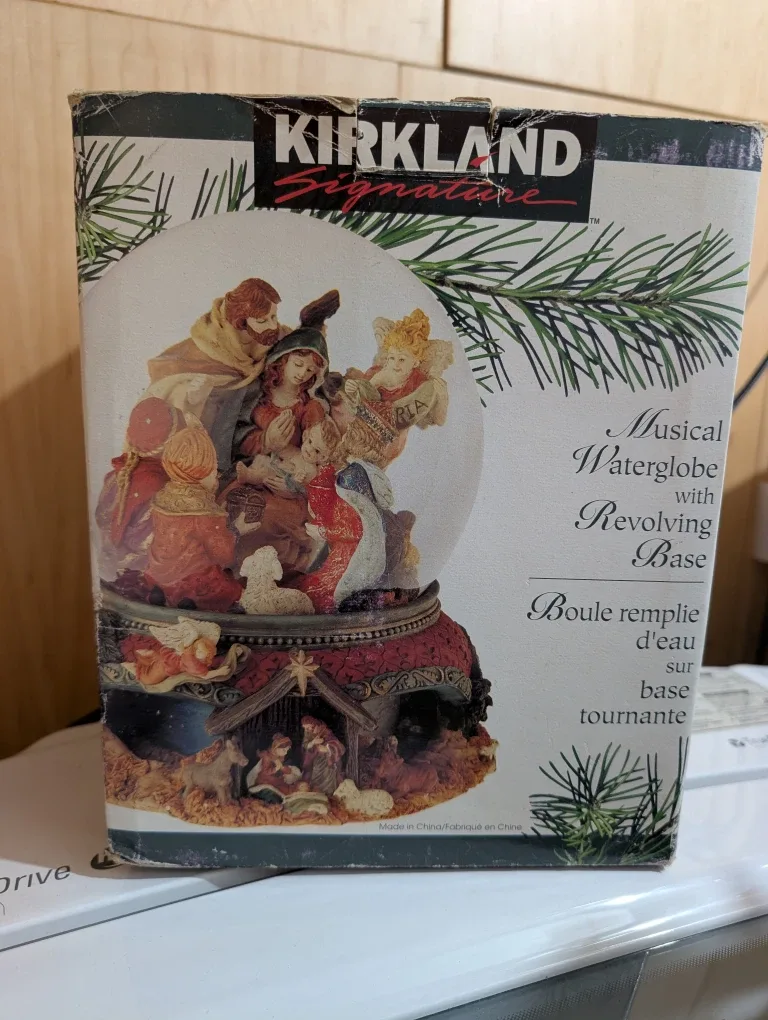 KIRKLAND
Signature
™
RIA
Musical
Waterglobe
with
Revolving
Base
Boule remplie
d'eau
sur
base
tournante
Made in China/Fabriqué en Chine
Drive